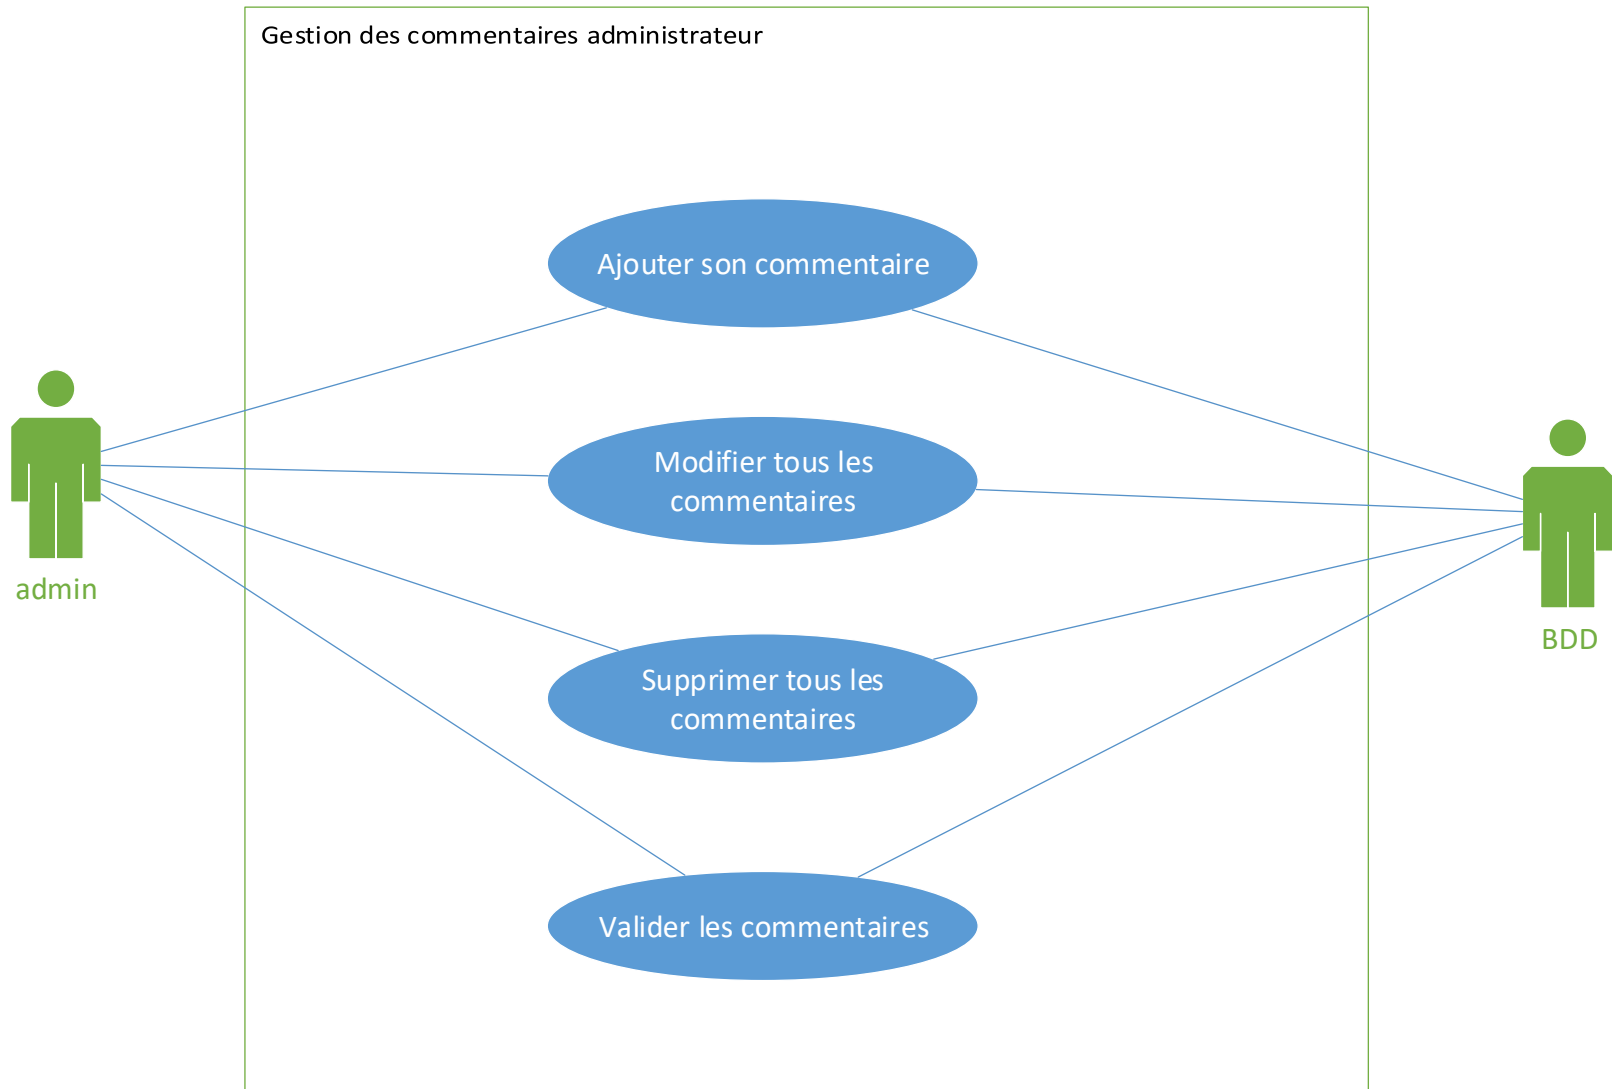 Gestion des commentaires administrateur
Ajouter son commentaire
Modifier tous les
commentaires
admin
Supprimer tous les
commentaires
BDD
Valider les commentaires